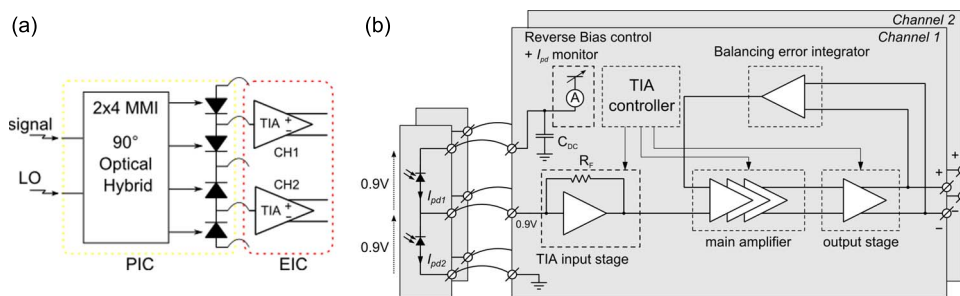 (a)
2x4 MMI
90°
Optical
Hybrid
signal
LO
TIA
+
−
CH1
CH2
TIA
+
−
PIC
EIC
(b)
Channel 2
Channel 1
Reverse Bias control
+ Ipd monitor
A
CDC
TIA
controller
Balancing error integrator
0.9V
Ipd1
0.9V
Ipd2
0.9V
RF
TIA input stage
main amplifier
output stage
+
−
+
−